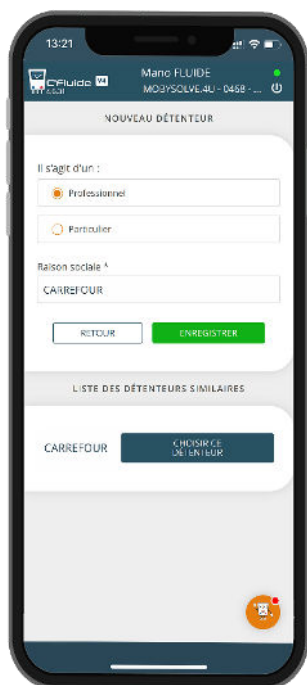 13:21
CFluide V4
Mano FLUIDE
MOBYSOLVE.4U - 0468 - ...
NOUVEAU DÉTENTEUR
Il s'agit d'un :
Professionnel
Particulier
Raison sociale *
CARREFOUR
RETOUR
ENREGISTRER
LISTE DES DÉTENTEURS SIMILAIRES
CARREFOUR
CHOISIR CE
DÉTENTEUR